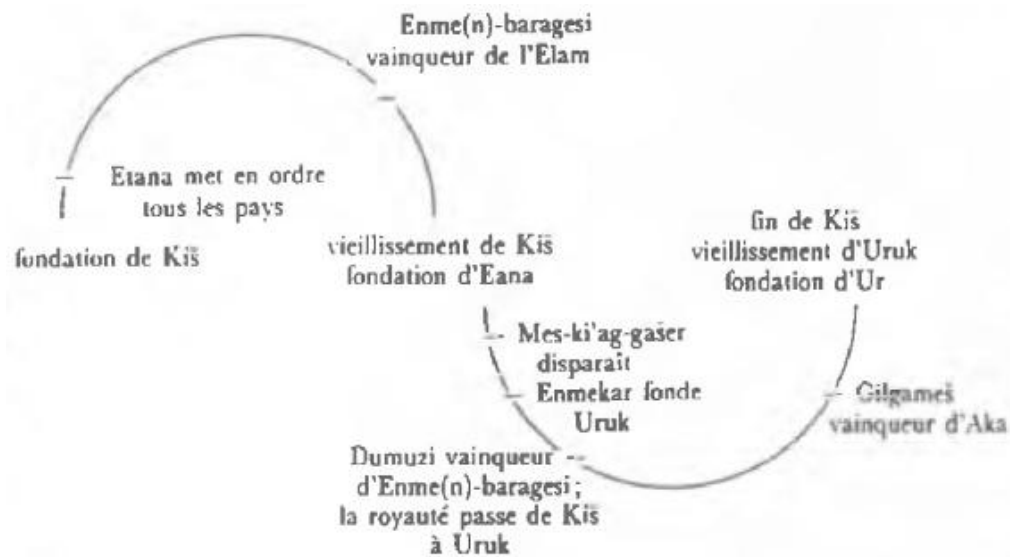 Enme(n)-baragesi
vainqueur de l'Elam
Etana met en ordre
tous les pays
fondation de Kiš
vieillissement de Kiš
fondation d'Eana
fin de Kiš
vieillissement d'Uruk
fondation d'Ur
Mes-ki'ag-gašer
disparaît
Enmekar fonde
Uruk
Gilgameš
vainqueur d'Aka
Dumuzi vainqueur
d'Enme(n)-baragesi;
la royauté passe de Kiš
à Uruk